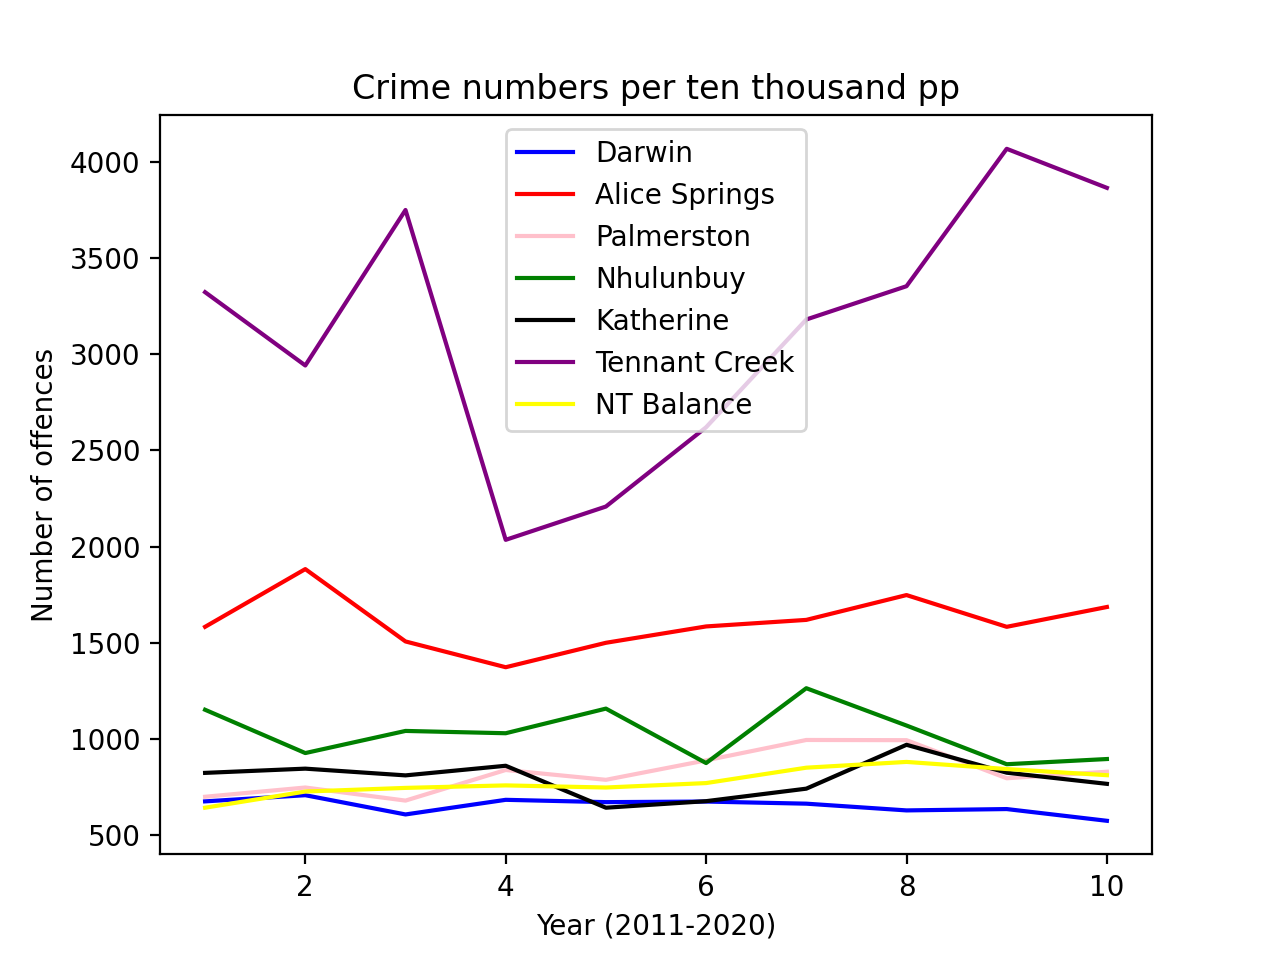 Crime numbers per ten thousand pp
Number of offences
4000
3500
3000
2500
2000
1500
1000
500
Darwin
Alice Springs
Palmerston
Nhulunbuy
Katherine
Tennant Creek
NT Balance
2 4 6 8 10
Year (2011-2020)